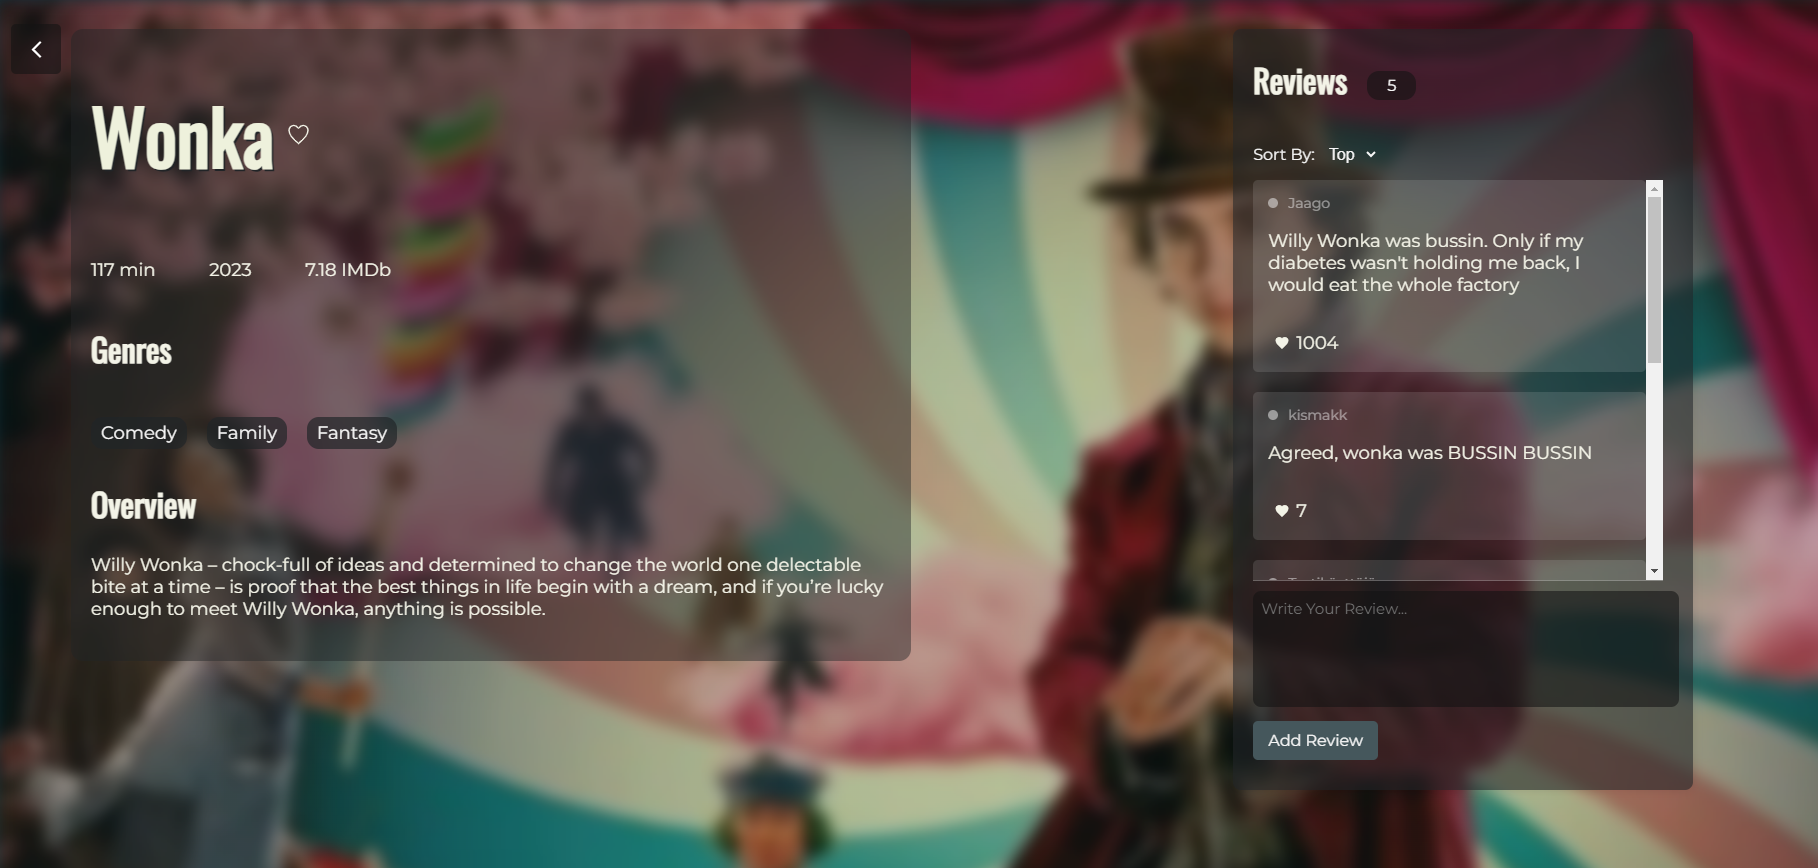 Wonka
117 min 2023 7.18 IMDb
Genres
Comedy Family Fantasy
Overview
Willy Wonka – chock-full of ideas and determined to change the world one delectable
bite at a time – is proof that the best things in life begin with a dream, and if you’re lucky
enough to meet Willy Wonka, anything is possible.
Reviews 5
Sort By: Top
Jaago
Willy Wonka was bussin. Only if my
diabetes wasn't holding me back, I
would eat the whole factory
1004
kismakk
Agreed, wonka was BUSSIN BUSSIN
7
Write Your Review...
Add Review